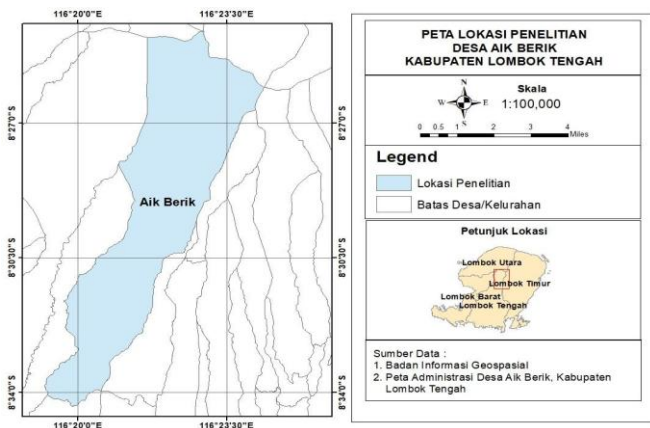 116°20'0"E
116°23'30"E
8°27'0"S
8°27'0"S
Aik Berik
8°30'30"S
8°30'30"S
8°34'0"S
8°34'0"S
116°20'0"E
116°23'30"E
PETA LOKASI PENELITIAN
DESA AIK BERIK
KABUPATEN LOMBOK TENGAH
N
W
E
S
Skala
1:100,000
0 0.5 1 2 3 4
Miles
Legend
Lokasi Penelitian
Batas Desa/Kelurahan
Petunjuk Lokasi
Lombok Utara
Lombok Timur
Lombok Barat
Lombok Tengah
Sumber Data :
1. Badan Informasi Geospasial
2. Peta Administrasi Desa Aik Berik, Kabupaten
Lombok Tengah